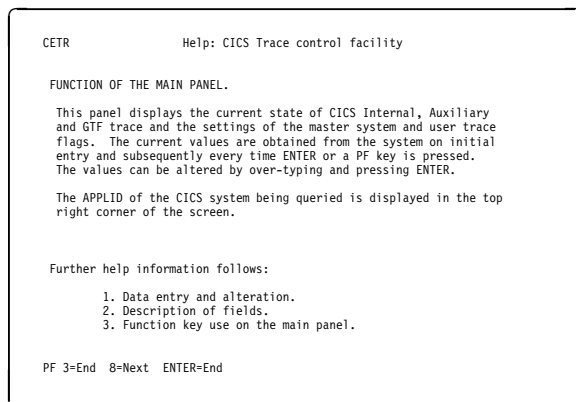 CETR Help: CICS Trace control facility
FUNCTION OF THE MAIN PANEL.
This panel displays the current state of CICS Internal, Auxiliary
and GTF trace and the settings of the master system and user trace
flags. The current values are obtained from the system on initial
entry and subsequently every time ENTER or a PF key is pressed.
The values can be altered by over-typing and pressing ENTER.
The APPLID of the CICS system being queried is displayed in the top
right corner of the screen.
Further help information follows:
1. Data entry and alteration.
2. Description of fields.
3. Function key use on the main panel.
PF 3=End 8=Next ENTER=End